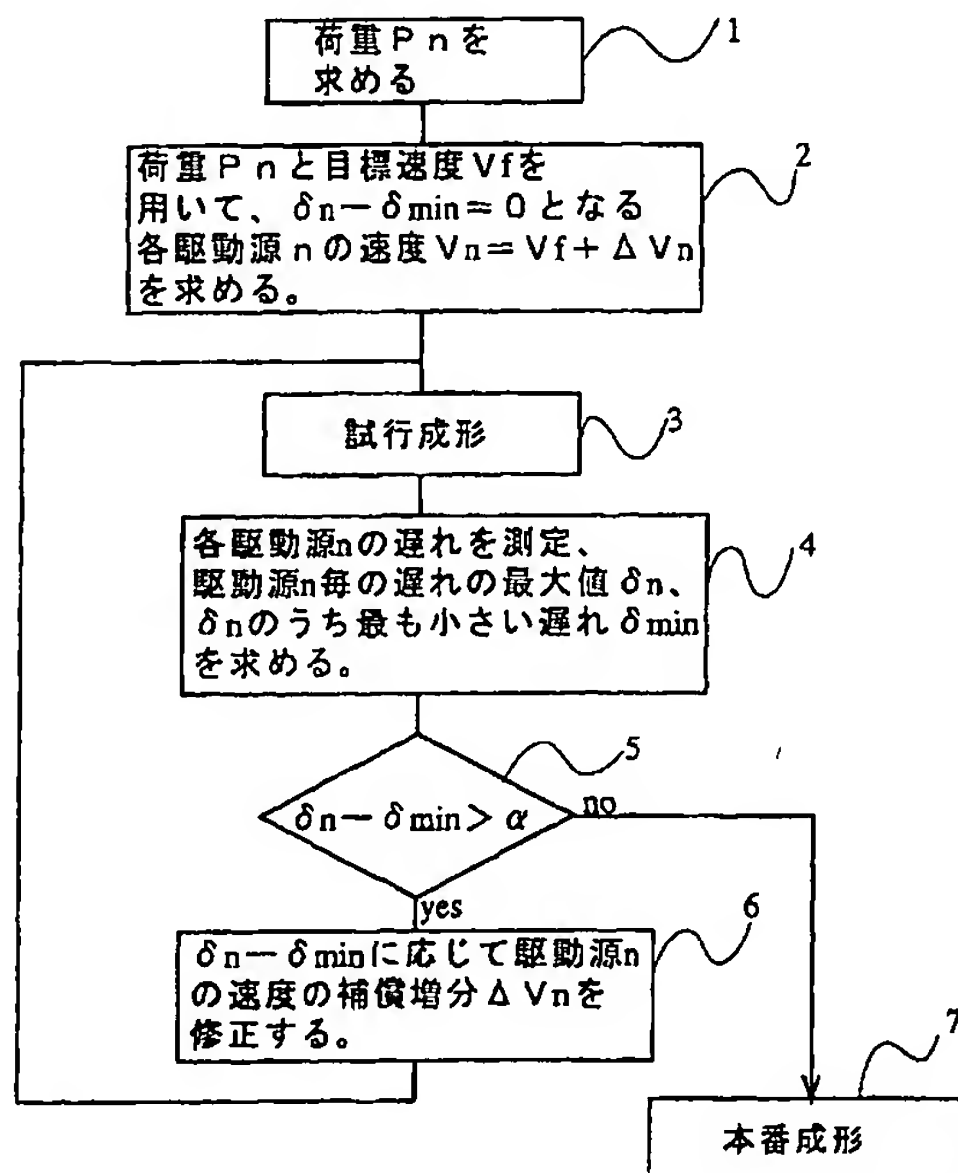 荷重Pnを
求める
1
荷重Pnと目標速度Vfを
用いて、δn－δmin＝0となる
各駆動源nの速度Vn＝Vf＋ΔVn
を求める。
2
試行成形
3
各駆動源nの遅れを測定、
駆動源n毎の遅れの最大値δn、
δnのうち最も小さい遅れδmin
を求める。
4
δn－δmin＞α
5
no
yes
δn－δminに応じて駆動源n
の速度の補償増分ΔVnを
修正する。
6
本番成形
7